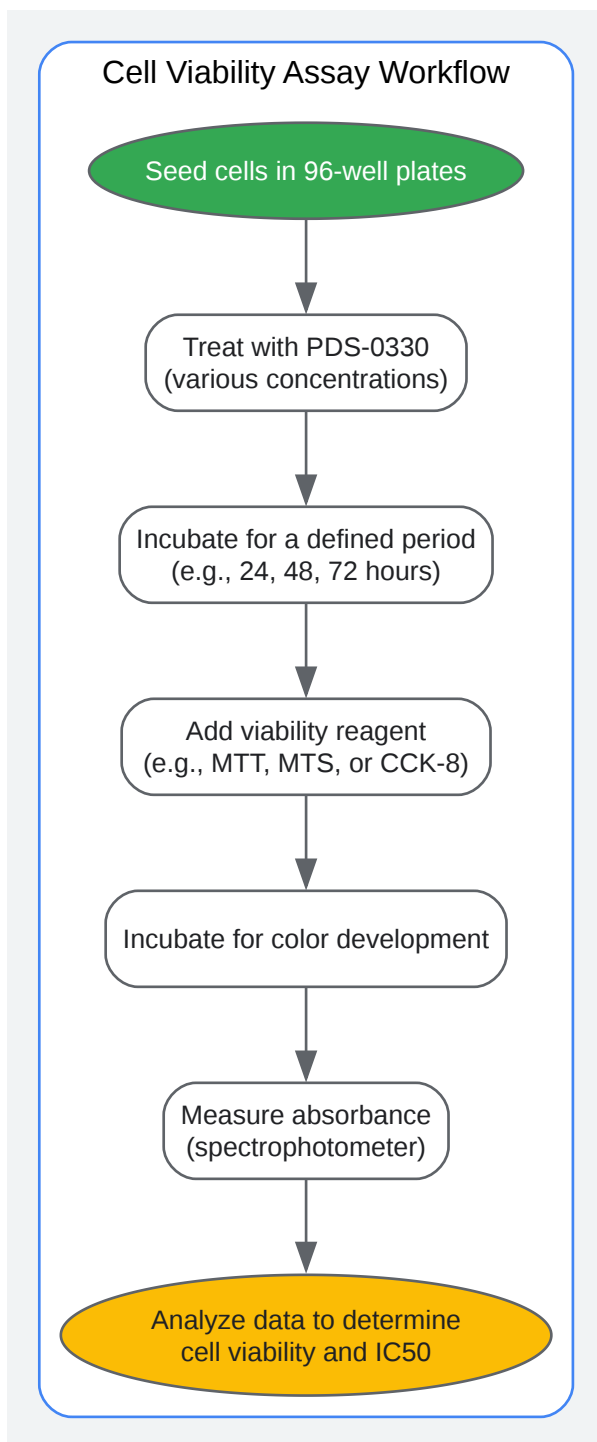 Cell Viability Assay Workflow
Seed cells in 96-well plates
Treat with PDS-0330
(various concentrations)
Incubate for a defined period
(e.g., 24, 48, 72 hours)
Add viability reagent
(e.g., MTT, MTS, or CCK-8)
Incubate for color development
Measure absorbance
(spectrophotometer)
Analyze data to determine
cell viability and IC50